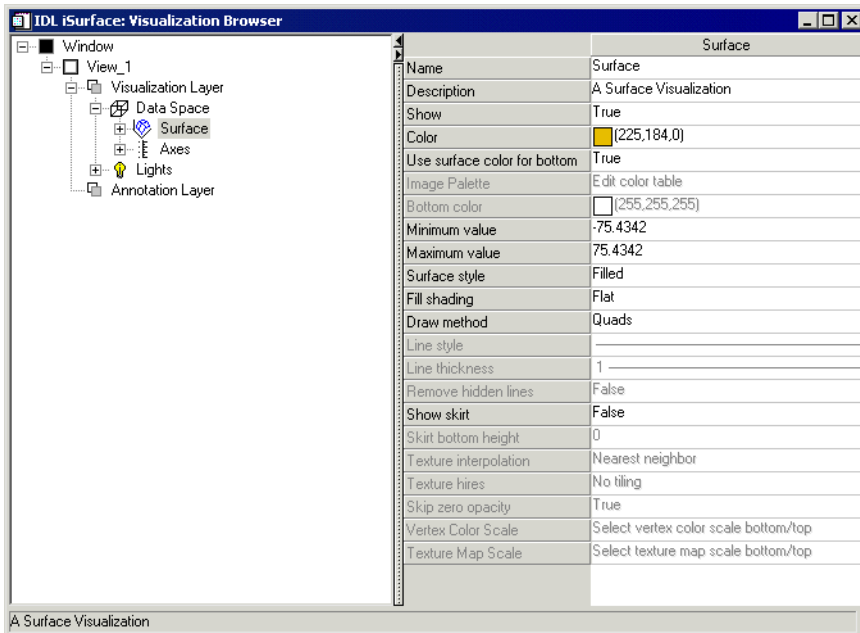 IDL iSurface: Visualization Browser
Window
View_1
Visualization Layer
Data Space
Surface
Axes
Lights
Annotation Layer
Surface
Name Surface
Description A Surface Visualization
Show True
Color (225,184,0)
Use surface color for bottom True
Image Palette Edit color table
Bottom color (255,255,255)
Minimum value -75.4342
Maximum value 75.4342
Surface style Filled
Fill shading Flat
Draw method Quads
Line style
Line thickness 1
Remove hidden lines False
Show skirt False
Skirt bottom height 0
Texture interpolation Nearest neighbor
Texture hires No tiling
Skip zero opacity True
Vertex Color Scale Select vertex color scale bottom/top
Texture Map Scale Select texture map scale bottom/top
A Surface Visualization